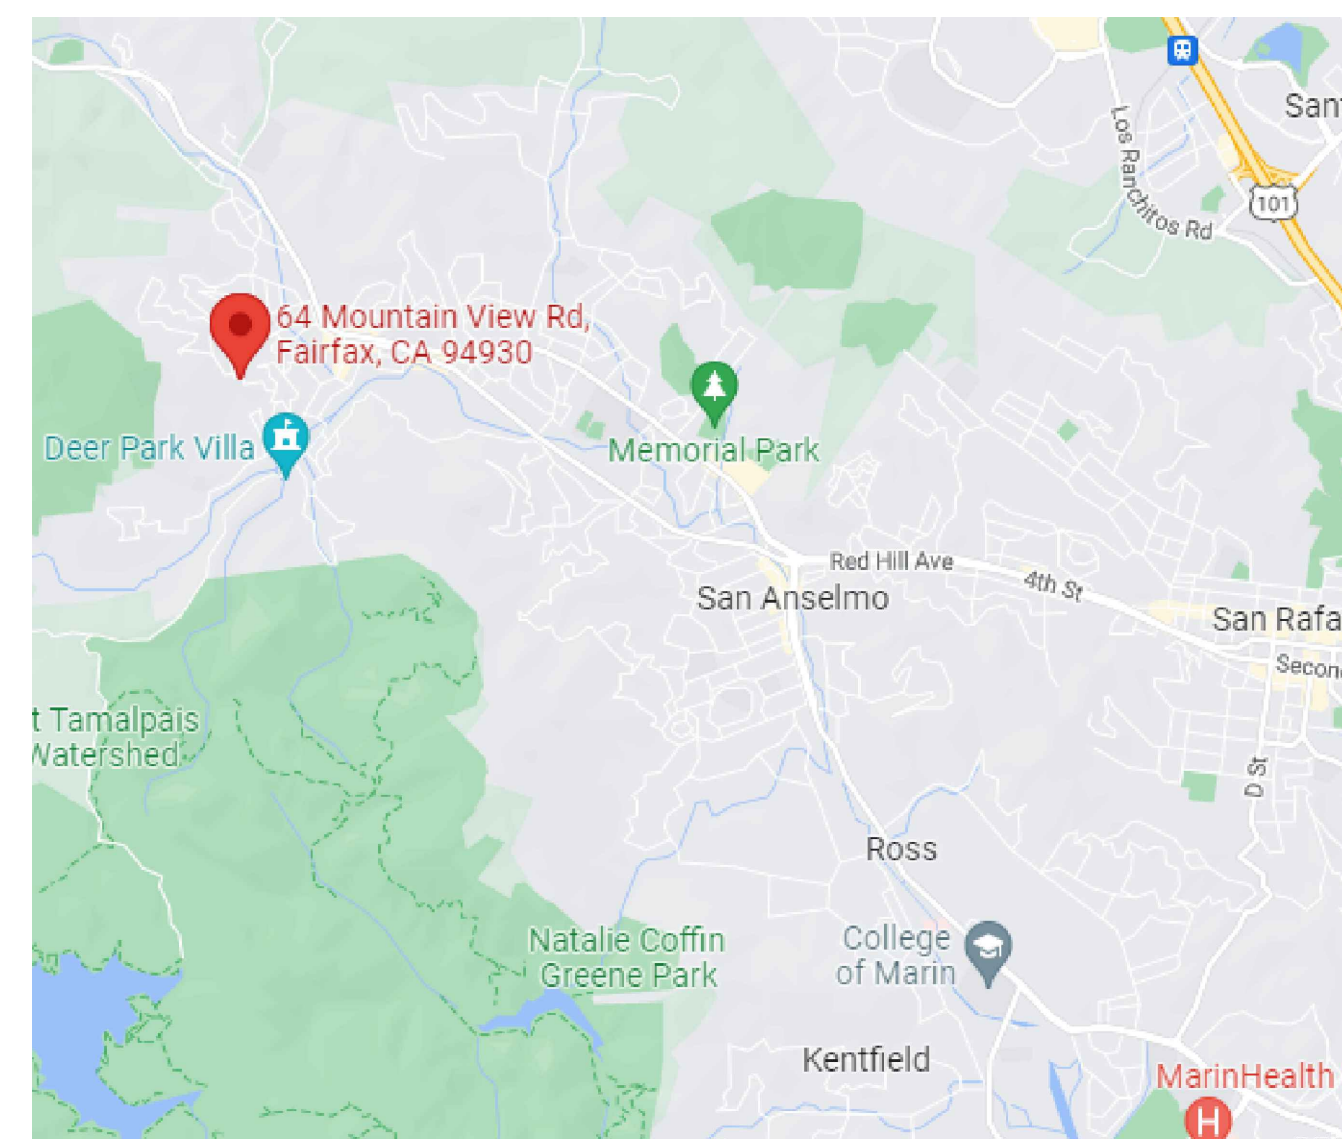 San
Los Ranchitos Rd
101
64 Mountain View Rd,
Fairfax, CA 94930
Deer Park Villa
Memorial Park
Red Hill Ave
4th St
San Anselmo
San Rafa
Secon
t Tamalpais
Watershed
D St
Ross
Natalie Coffin
Greene Park
College
of Marin
Kentfield
MarinHealth
H